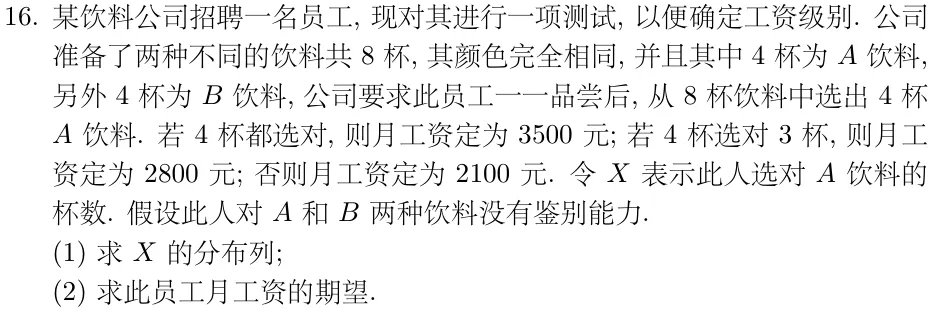 16. 某饮料公司招聘一名员工, 现对其进行一项测试, 以便确定工资级别. 公司
准备了两种不同的饮料共 8 杯, 其颜色完全相同, 并且其中 4 杯为 A 饮料,
另外 4 杯为 B 饮料, 公司要求此员工一一品尝后, 从 8 杯饮料中选出 4 杯
A 饮料. 若 4 杯都选对, 则月工资定为 3500 元; 若 4 杯选对 3 杯, 则月工
资定为 2800 元; 否则月工资定为 2100 元. 令 X 表示此人选对 A 饮料的
杯数. 假设此人对 A 和 B 两种饮料没有鉴别能力.
(1) 求 X 的分布列;
(2) 求此员工月工资的期望.